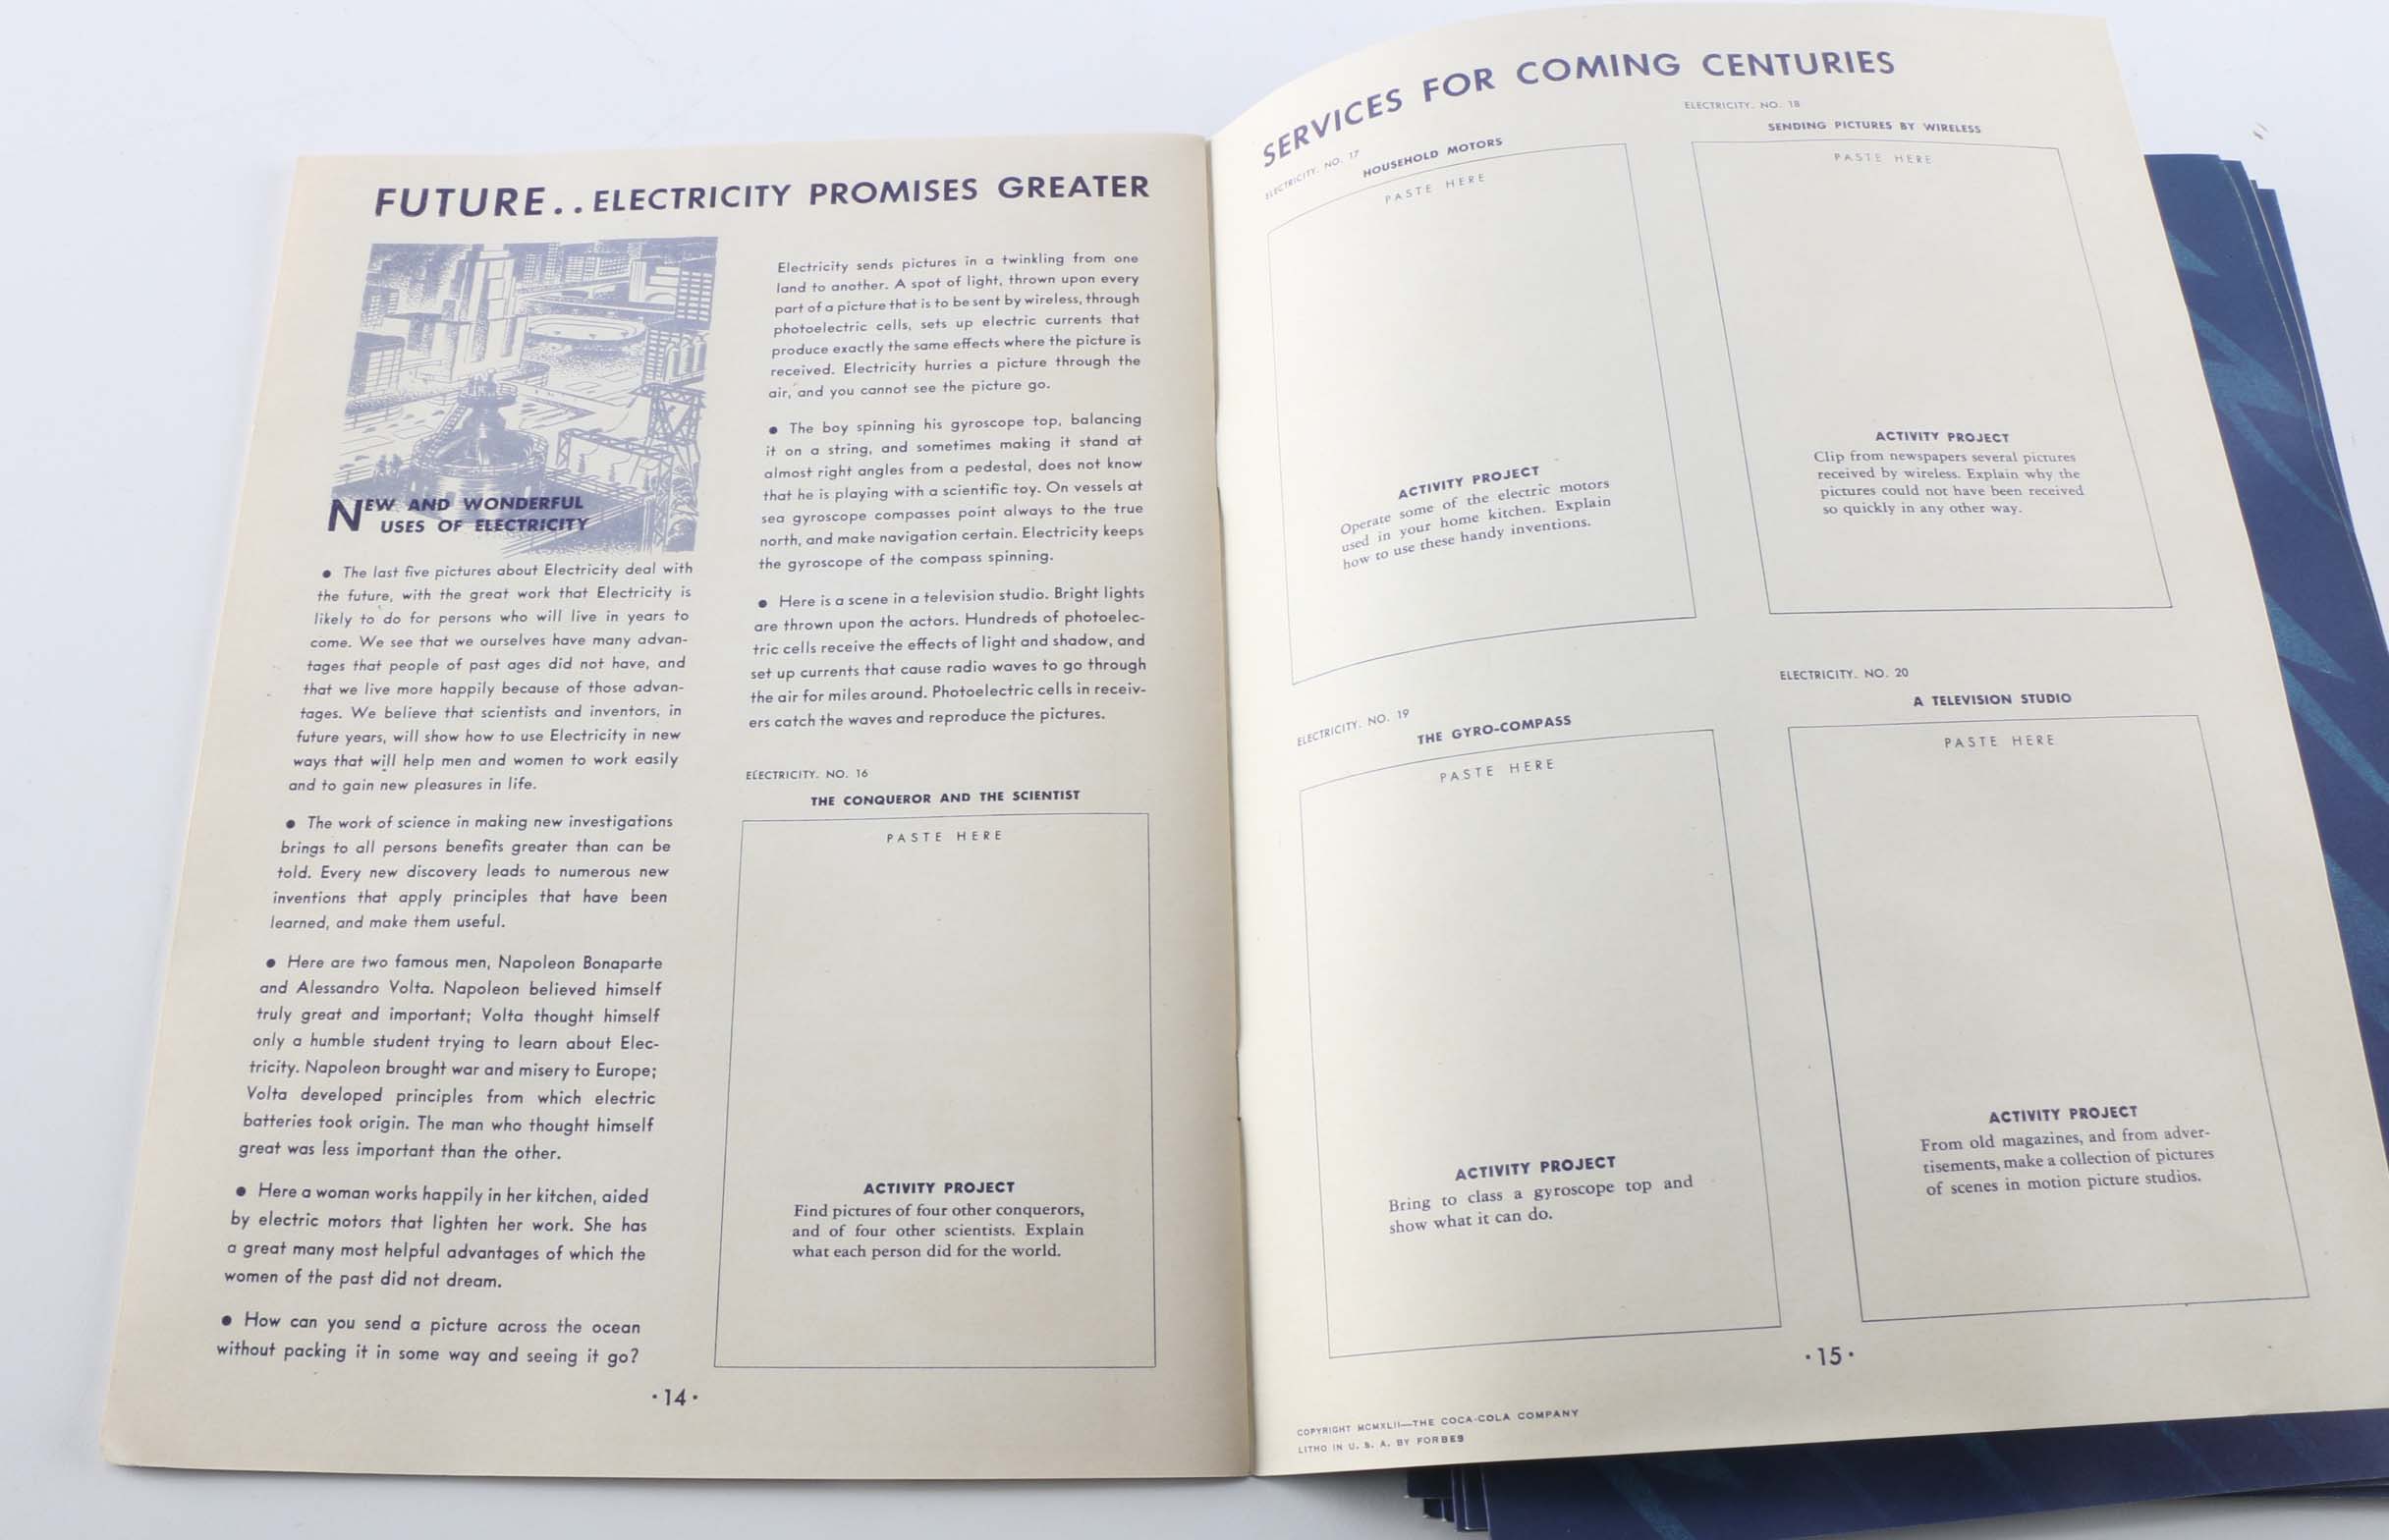 FUTURE.. ELECTRICITY PROMISES GREATER
NEW AND WONDERFUL
USES OF ELECTRICITY
• The last five pictures about Electricity deal with
the future, with the great work that Electricity is
likely to do for persons who will live in years to
come. We see that we ourselves have many advan-
tages that people of past ages did not have, and
that we live more happily because of those advan-
tages. We believe that scientists and inventors, in
future years, will show how to use Electricity in new
ways that will help men and women to work easily
and to gain new pleasures in life.
• The work of science in making new investigations
brings to all persons benefits greater than can be
told. Every new discovery leads to numerous new
inventions that apply principles that have been
learned, and make them useful.
• Here are two famous men, Napoleon Bonaparte
and Alessandro Volta. Napoleon believed himself
truly great and important; Volta thought himself
only a humble student trying to learn about Elec-
tricity. Napoleon brought war and misery to Europe;
Volta developed principles from which electric
batteries took origin. The man who thought himself
great was less important than the other.
• Here a woman works happily in her kitchen, aided
by electric motors that lighten her work. She has
a great many most helpful advantages of which the
women of the past did not dream.
• How can you send a picture across the ocean
without packing it in some way and seeing it go?
Electricity sends pictures in a twinkling from one
land to another. A spot of light, thrown upon every
part of a picture that is to be sent by wireless, through
photoelectric cells, sets up electric currents that
produce exactly the same effects where the picture is
received. Electricity hurries a picture through the
air, and you cannot see the picture go.
• The boy spinning his gyroscope top, balancing
it on a string, and sometimes making it stand at
almost right angles from a pedestal, does not know
that he is playing with a scientific toy. On vessels at
sea gyroscope compasses point always to the true
north, and make navigation certain. Electricity keeps
the gyroscope of the compass spinning.
• Here is a scene in a television studio. Bright lights
are thrown upon the actors. Hundreds of photoelec-
tric cells receive the effects of light and shadow, and
set up currents that cause radio waves to go through
the air for miles around. Photoelectric cells in receiv-
ers catch the waves and reproduce the pictures.
ELECTRICITY. NO. 16
THE CONQUEROR AND THE SCIENTIST
PASTE HERE
ACTIVITY PROJECT
Find pictures of four other conquerors,
and of four other scientists. Explain
what each person did for the world.
·14·
SERVICES FOR COMING CENTURIES
ELECTRICITY. NO. 17
HOUSEHOLD MOTORS
PASTE HERE
ACTIVITY PROJECT
Operate some of the electric motors
used in your home kitchen. Explain
how to use these handy inventions.
ELECTRICITY. NO. 18
SENDING PICTURES BY WIRELESS
PASTE HERE
ACTIVITY PROJECT
Clip from newspapers several pictures
received by wireless. Explain why the
pictures could not have been received
so quickly in any other way.
ELECTRICITY. NO. 19
THE GYRO-COMPASS
PASTE HERE
ACTIVITY PROJECT
Bring to class a gyroscope top and
show what it can do.
ELECTRICITY. NO. 20
A TELEVISION STUDIO
PASTE HERE
ACTIVITY PROJECT
From old magazines, and from adver-
tisements, make a collection of pictures
of scenes in motion picture studios.
·15·
COPYRIGHT MCMXLII—THE COCA-COLA COMPANY
LITHO IN U. S. A. BY FORBES